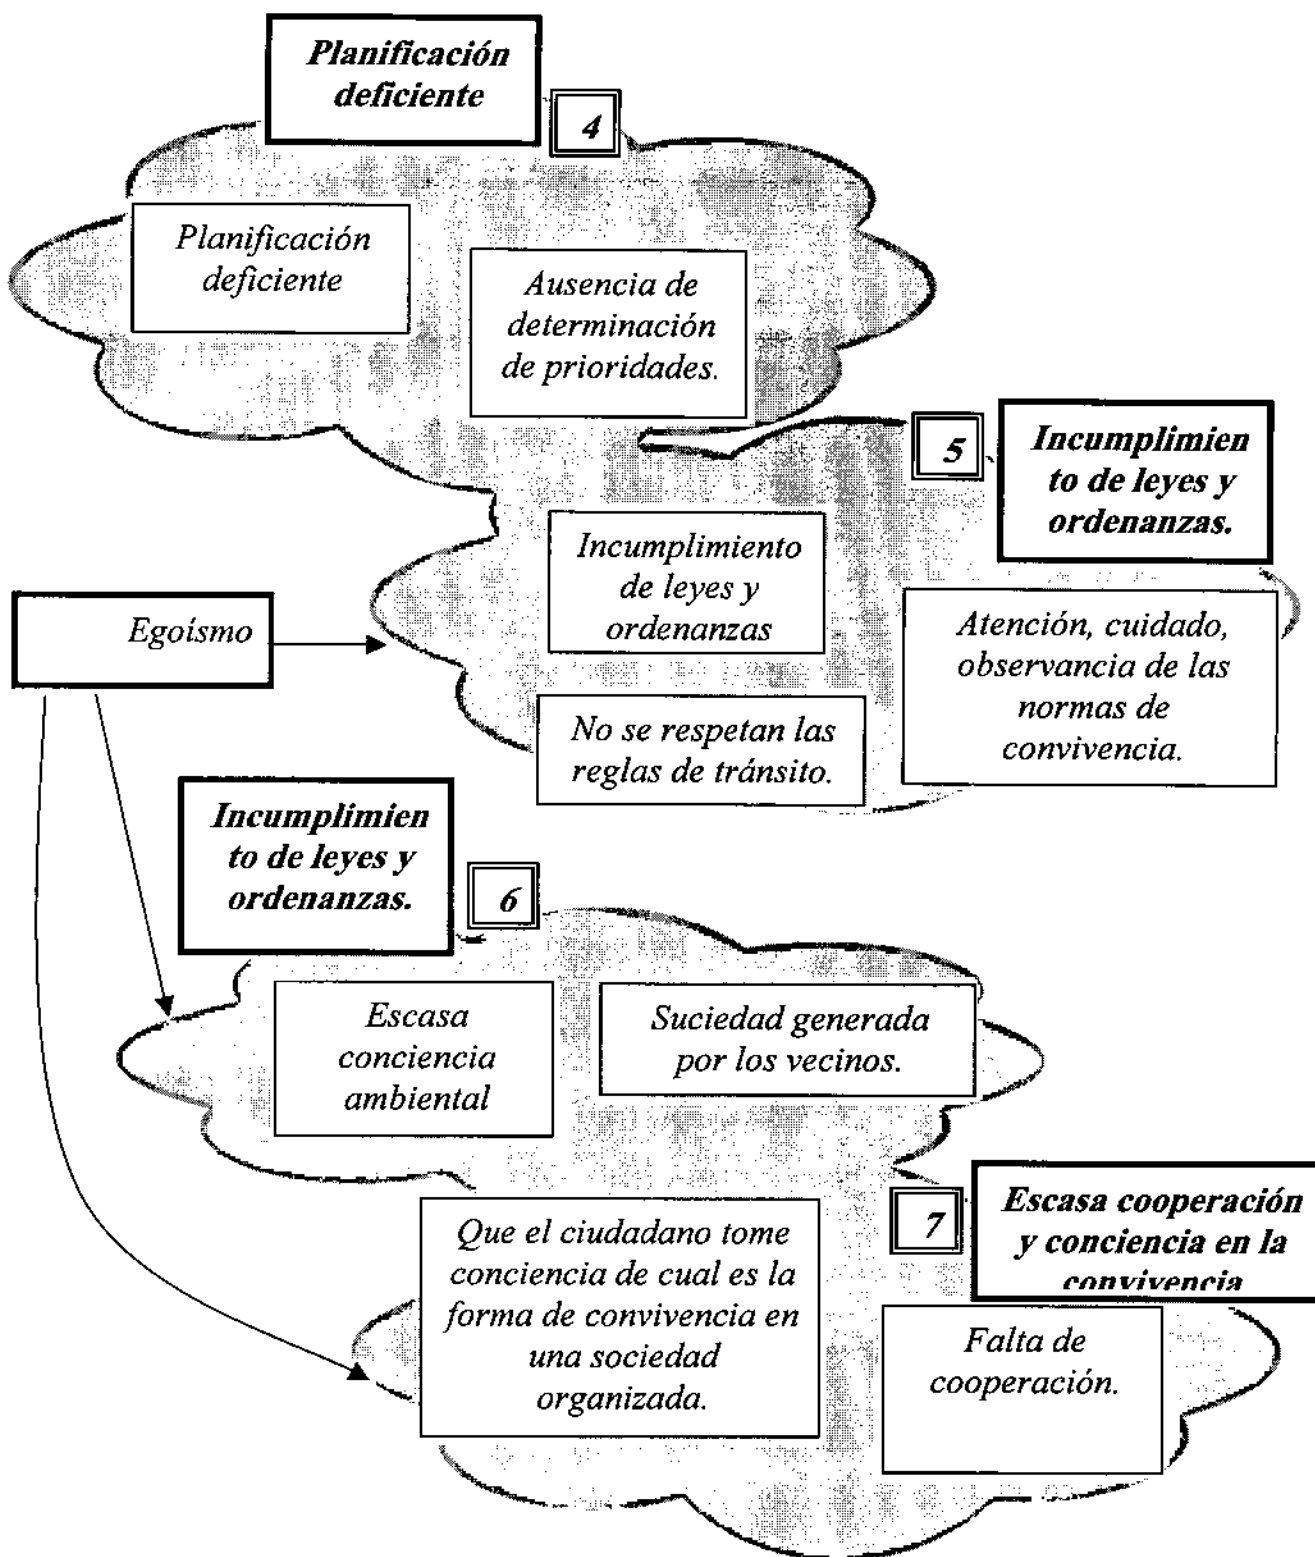 Planificación
deficiente
4
Planificación
deficiente
Ausencia de
determinación
de prioridades.
5
Incumplimien
to de leyes y
ordenanzas.
Incumplimiento
de leyes y
ordenanzas
Atención, cuidado,
observancia de las
normas de
convivencia.
Egoísmo
No se respetan las
reglas de tránsito.
Incumplimien
to de leyes y
ordenanzas.
6
Escasa
conciencia
ambiental
Suciedad generada
por los vecinos.
7
Escasa cooperación
y conciencia en la
convivencia
Que el ciudadano tome
conciencia de cual es la
forma de convivencia en
una sociedad
organizada.
Falta de
cooperación.